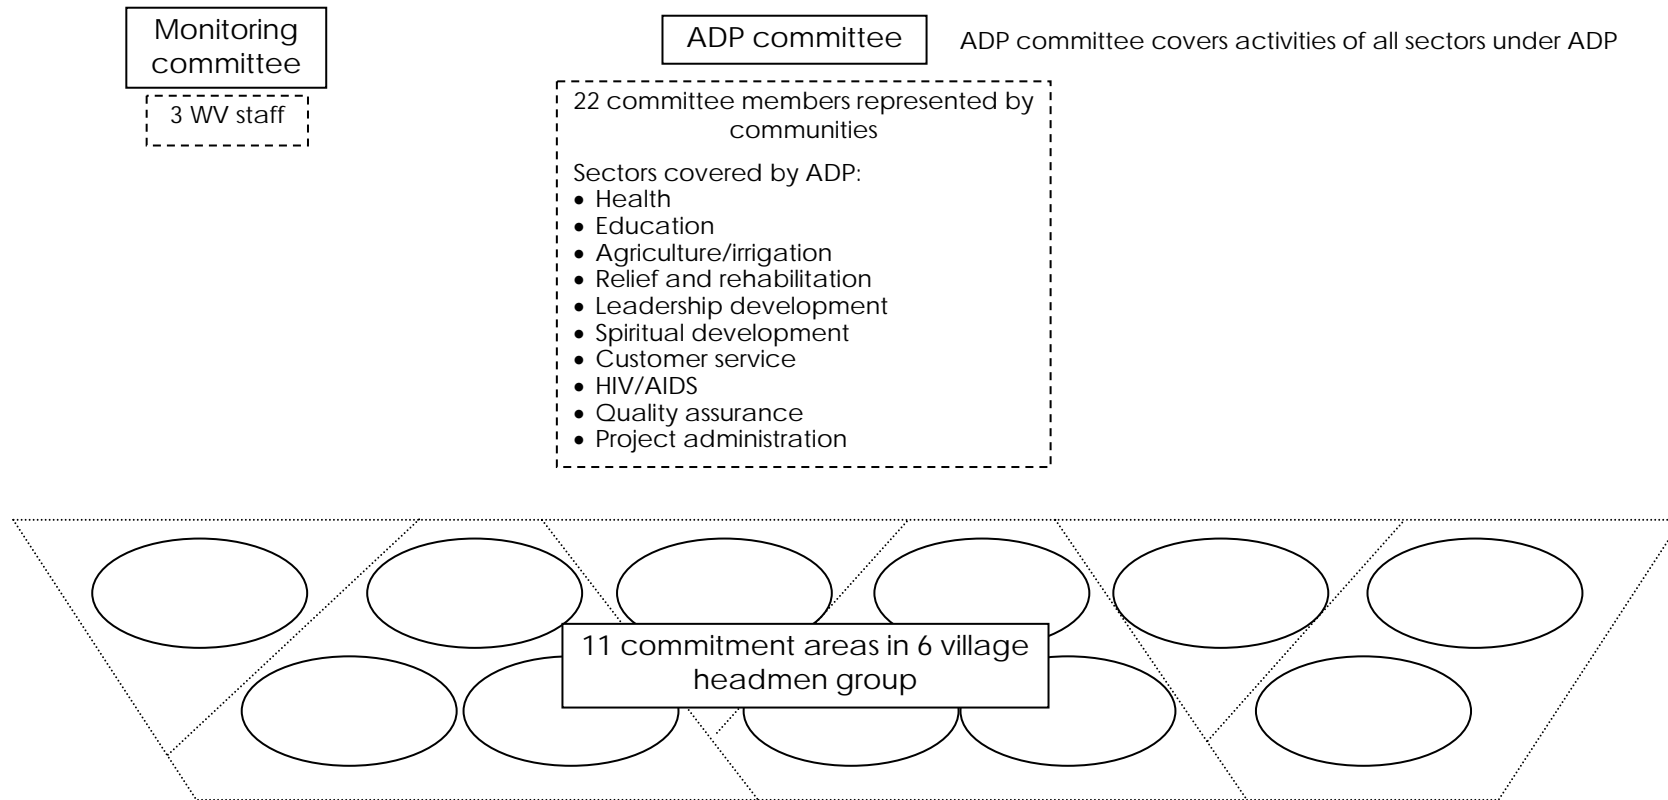 Monitoring
committee
3 WV staff
ADP committee
ADP committee covers activities of all sectors under ADP
22 committee members represented by
communities
Sectors covered by ADP:
• Health
• Education
• Agriculture/irrigation
• Relief and rehabilitation
• Leadership development
• Spiritual development
• Customer service
• HIV/AIDS
• Quality assurance
• Project administration
11 commitment areas in 6 village
headmen group